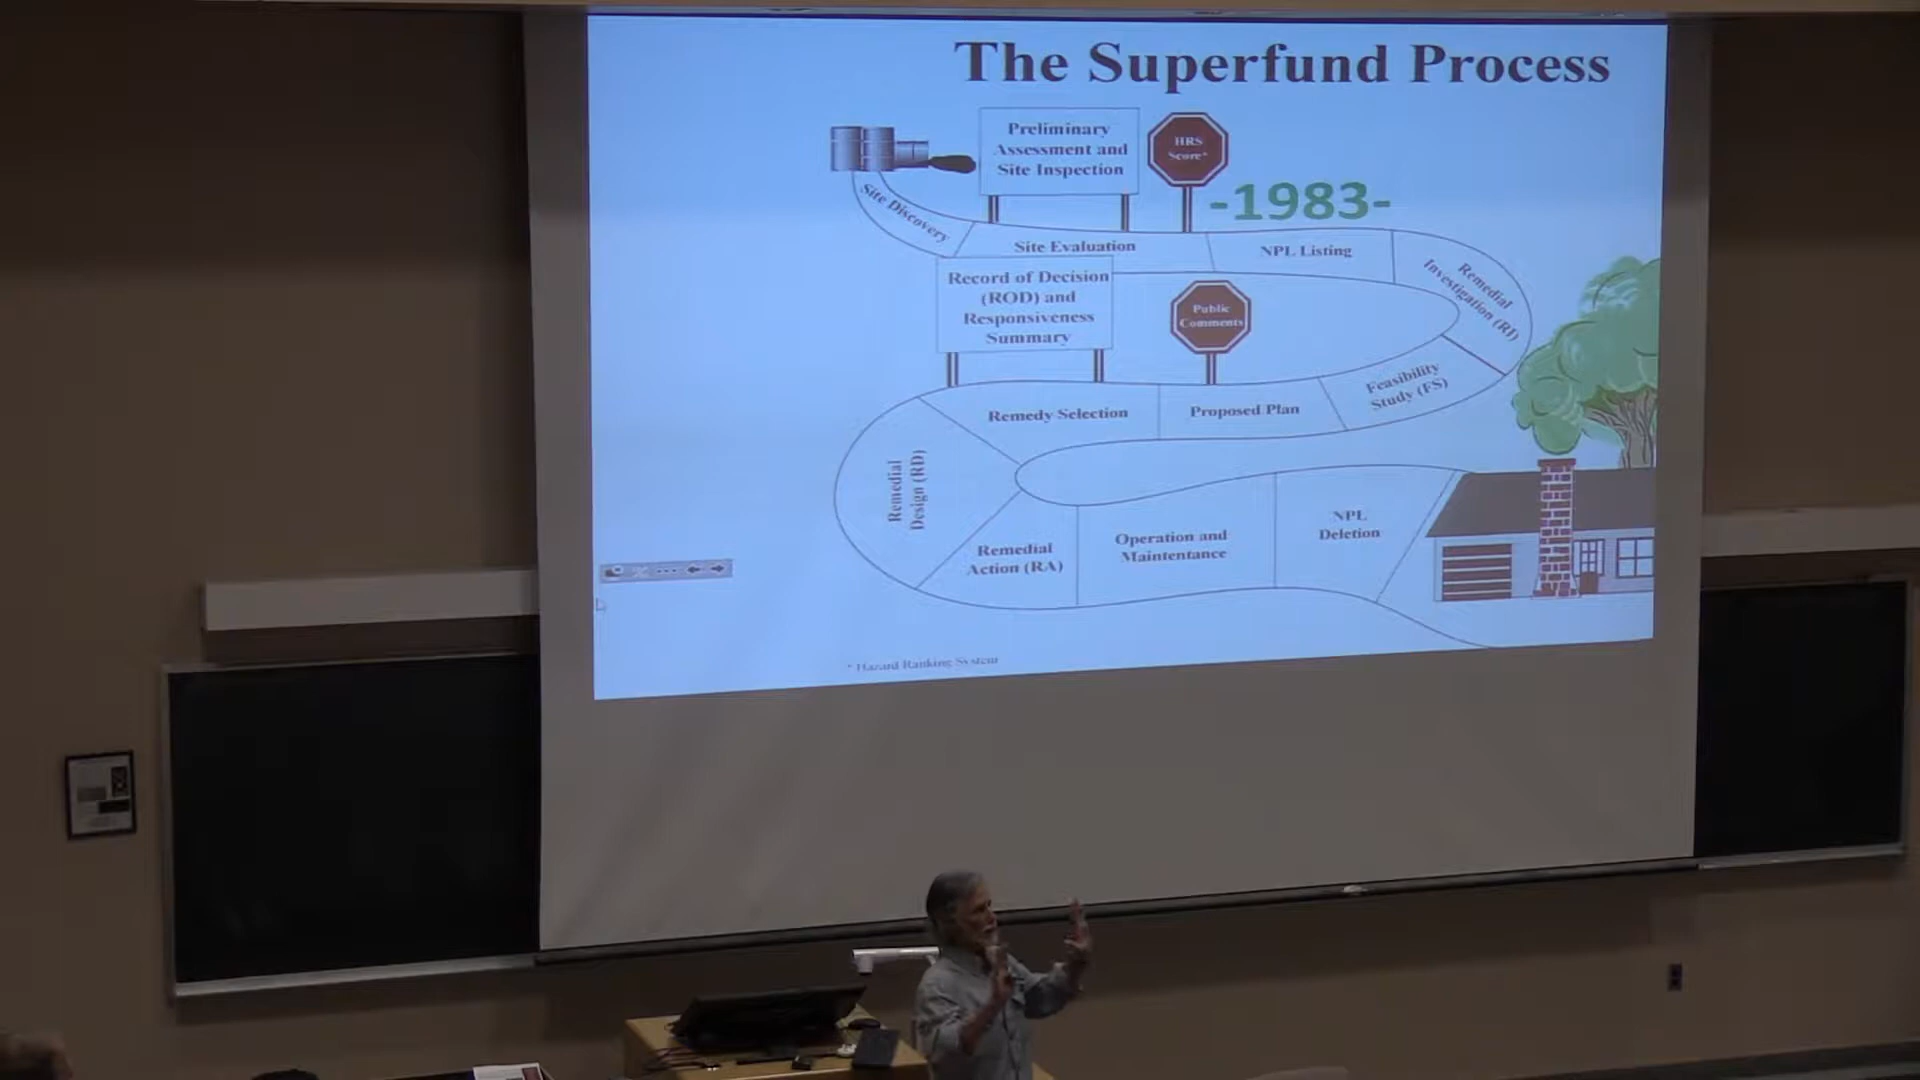 The Superfund Process
Preliminary
Assessment and
Site Inspection
HRS
Score*
-1983-
Site Discovery
Site Evaluation
NPL Listing
Remedial
Investigation (RI)
Record of Decision
(ROD) and
Responsiveness
Summary
Public
Comments
Feasibility
Study (FS)
Remedy Selection
Proposed Plan
Remedial
Design (RD)
Remedial
Action (RA)
Operation and
Maintentance
NPL
Deletion
* Hazard Ranking System